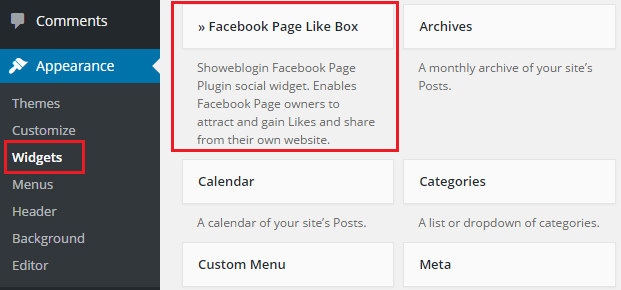 Comments
Appearance
Themes
Customize
Widgets
Menus
Header
Background
Editor
» Facebook Page Like Box
Showeblogin Facebook Page
Plugin social widget. Enables
Facebook Page owners to
attract and gain Likes and share
from their own website.
Archives
A monthly archive of your site's
Posts.
Calendar
A calendar of your site's Posts.
Categories
A list or dropdown of categories.
Custom Menu
Meta